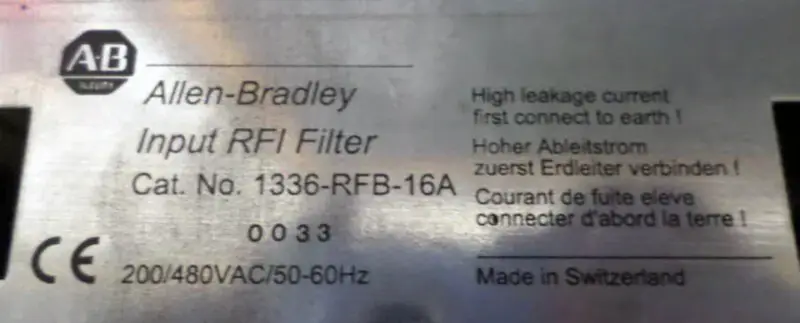 A·B
Allen-Bradley
Input RFI Filter
Cat. No. 1336-RFB-16A
0033
CE
200/480VAC/50-60Hz
High leakage current
first connect to earth !
Hoher Ableitstrom
zuerst Erdleiter verbinden !
Courant de fuite eleve
connecter d'abord la terre !
Made in Switzerland